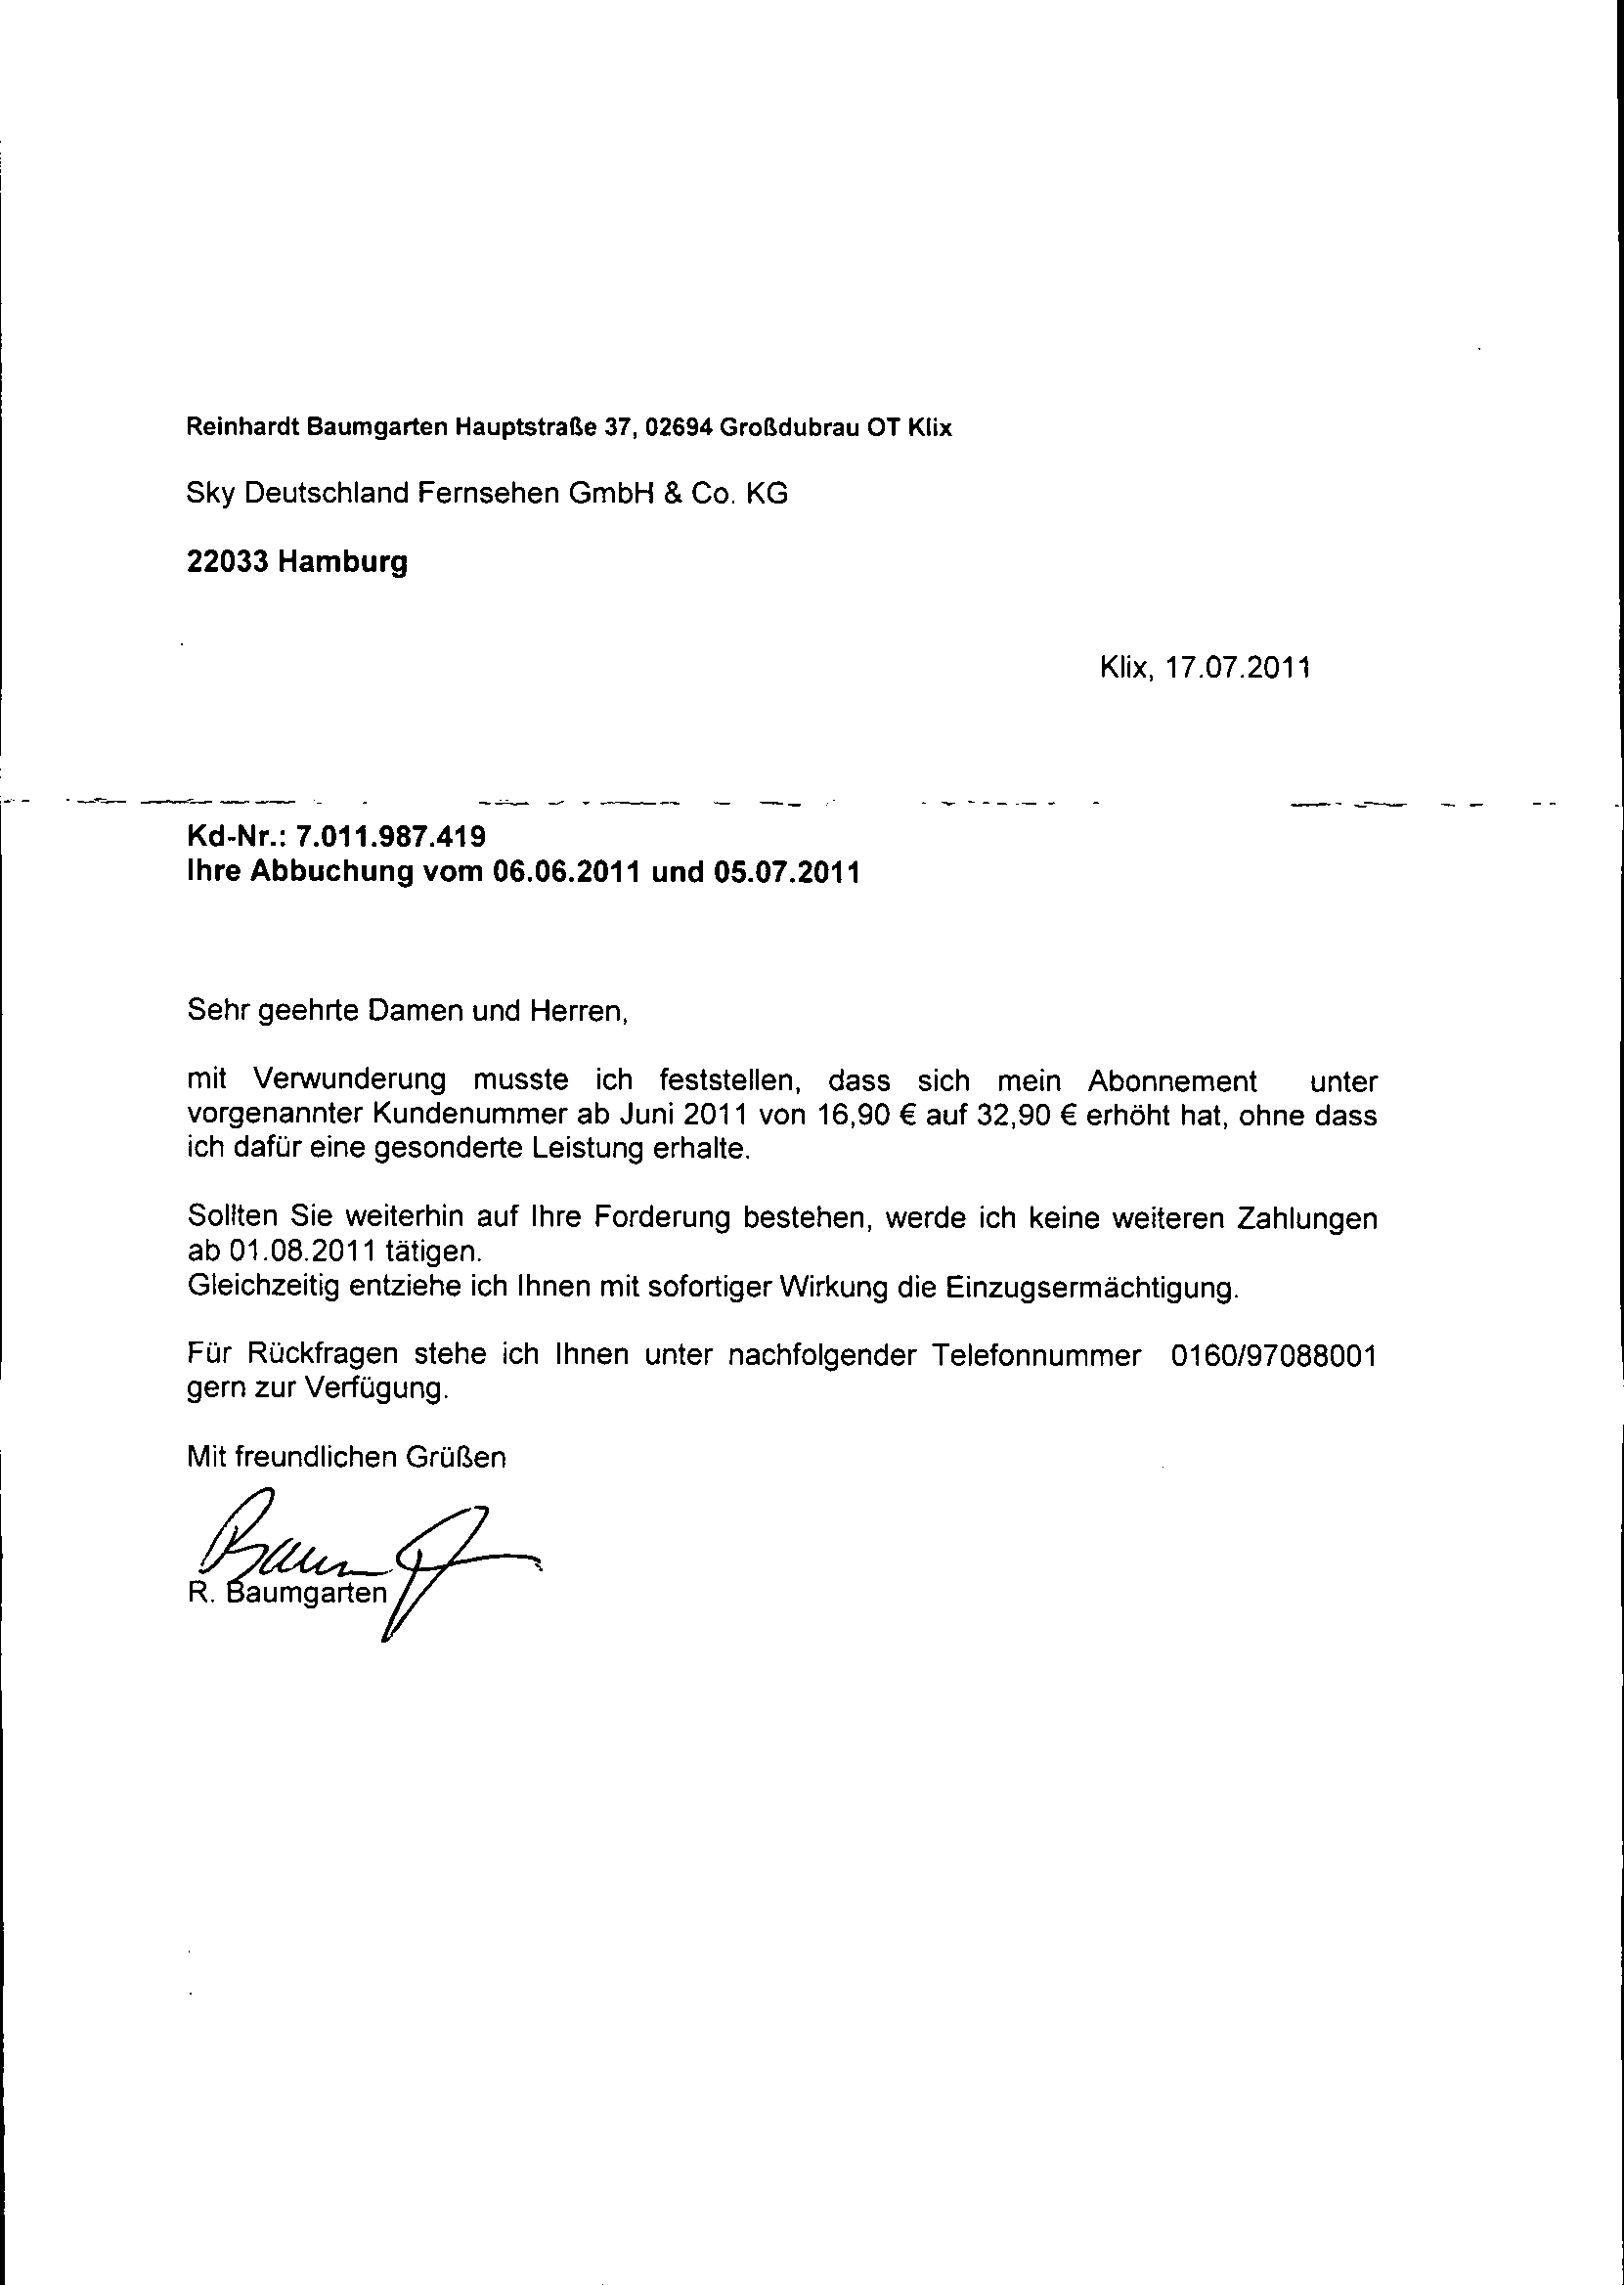 Reinhardt Baumgarten Hauptstraße 37, 02694 Großdubrau OT Klix
Sky Deutschland Fernsehen GmbH & Co. KG
22033 Hamburg
Klix, 17.07.2011
Kd-Nr.: 7.011.987.419
Ihre Abbuchung vom 06.06.2011 und 05.07.2011
Sehr geehrte Damen und Herren,
mit Verwunderung musste ich feststellen, dass sich mein Abonnement unter
vorgenannter Kundenummer ab Juni 2011 von 16,90 € auf 32,90 € erhöht hat, ohne dass
ich dafür eine gesonderte Leistung erhalte.
Sollten Sie weiterhin auf Ihre Forderung bestehen, werde ich keine weiteren Zahlungen
ab 01.08.2011 tätigen.
Gleichzeitig entziehe ich Ihnen mit sofortiger Wirkung die Einzugsermächtigung.
Für Rückfragen stehe ich Ihnen unter nachfolgender Telefonnummer 0160/97088001
gern zur Verfügung.
Mit freundlichen Grüßen
R. Baumgarten